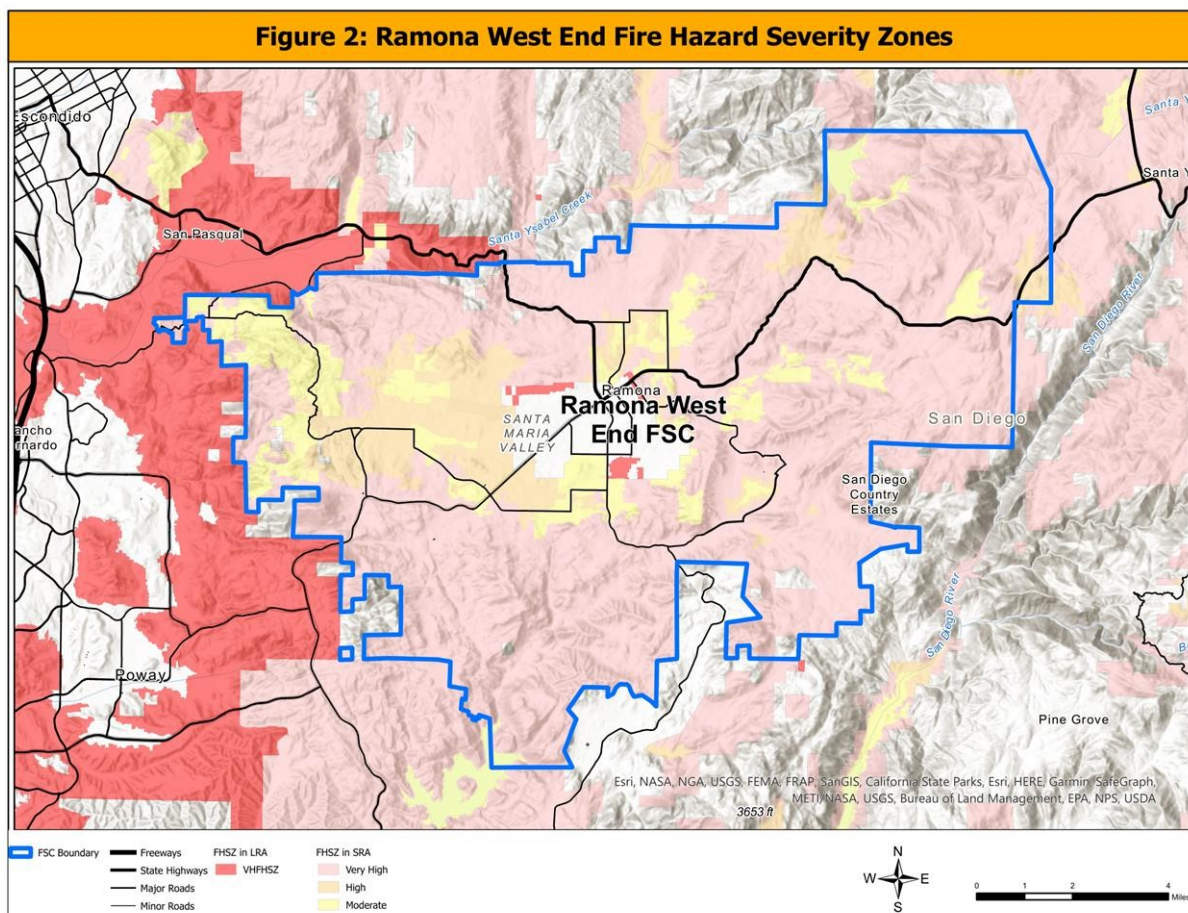 Figure 2: Ramona West End Fire Hazard Severity Zones
Escondido
Santa Y
Santa Y
San Pasqual
Santa Ysabel Creek
San Diego River
Ramona
Ramona West
End FSC
SANTA
MARIA
VALLEY
San Diego
ancho
rnardo
San Diego
Country
Estates
San Diego River
Poway
Pine Grove
Esri, NASA, NGA, USGS, FEMA, FRAP, SanGIS, California State Parks, Esri, HERE, Garmin, SafeGraph,
METI/NASA, USGS, Bureau of Land Management, EPA, NPS, USDA
3653 ft
FSC Boundary
Freeways
State Highways
Major Roads
Minor Roads
FHSZ in LRA
VHFHSZ
FHSZ in SRA
Very High
High
Moderate
N
W E
S
0 1 2 4
Miles